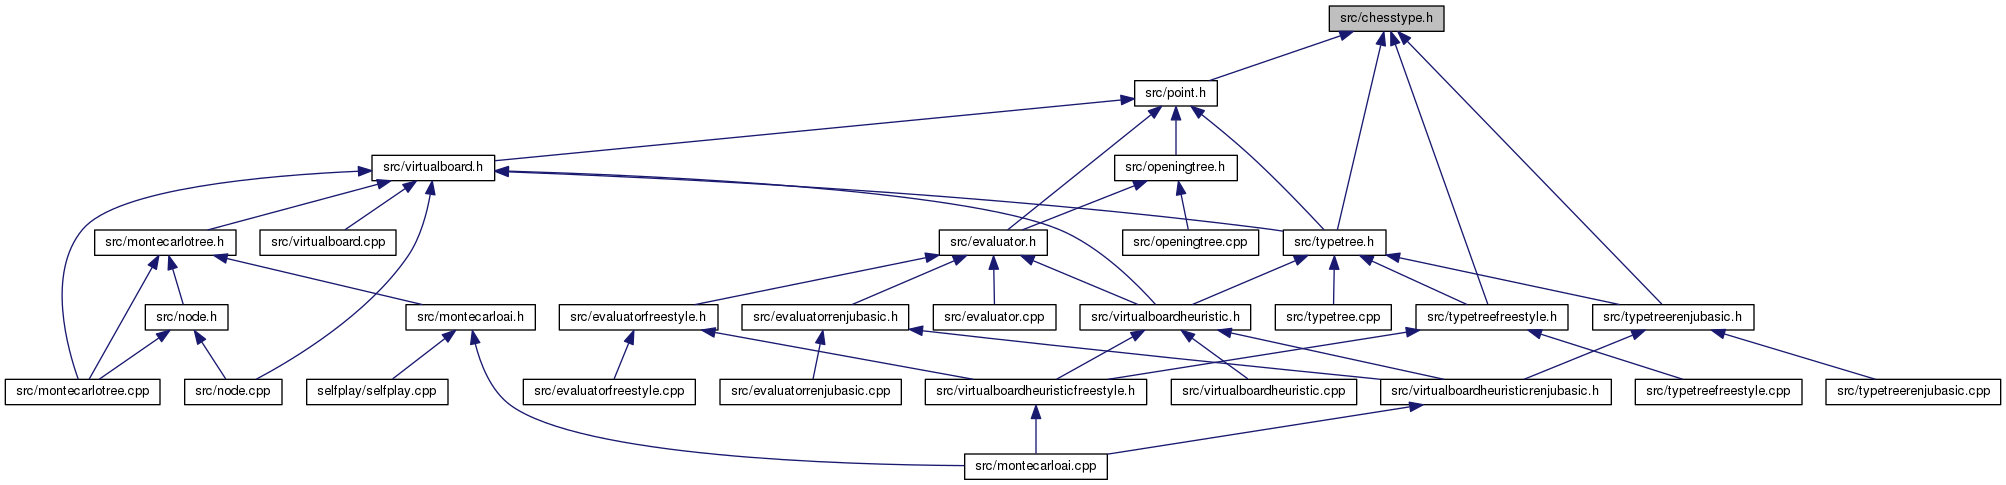 src/chesstype.h
src/point.h
src/virtualboard.h
src/openingtree.h
src/montecarlotree.h
src/virtualboard.cpp
src/evaluator.h
src/openingtree.cpp
src/typetree.h
src/node.h
src/montecarloai.h
src/evaluatorfreestyle.h
src/evaluatorrenjubasic.h
src/evaluator.cpp
src/virtualboardheuristic.h
src/typetree.cpp
src/typetreefreestyle.h
src/typetreerenjubasic.h
src/montecarlotree.cpp
src/node.cpp
selfplay/selfplay.cpp
src/evaluatorfreestyle.cpp
src/evaluatorrenjubasic.cpp
src/virtualboardheuristicfreestyle.h
src/virtualboardheuristic.cpp
src/virtualboardheuristicrenjubasic.h
src/typetreefreestyle.cpp
src/typetreerenjubasic.cpp
src/montecarloai.cpp